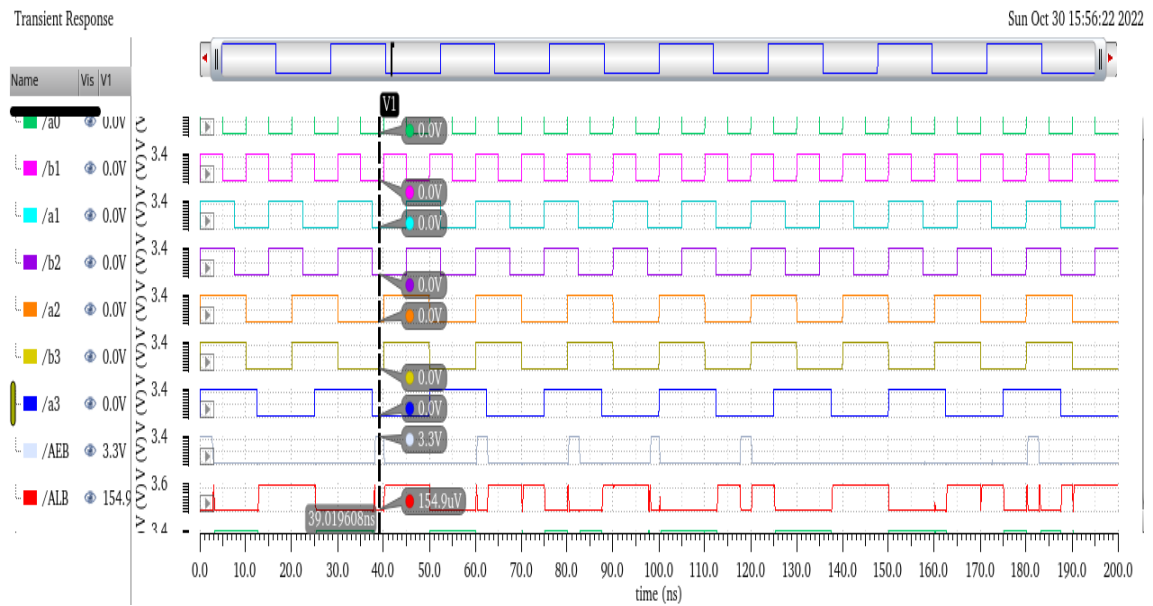 Transient Response Sun Oct 30 15:56:22 2022
Name Vis V1
V1
/a0 0.0V 0.0V
/b1 0.0V 3.4 0.0V
/a1 0.0V 3.4 0.0V
/b2 0.0V 3.4 0.0V
/a2 0.0V 3.4 0.0V
/b3 0.0V 3.4 0.0V
/a3 0.0V 3.4 0.0V
/AEB 3.3V 3.4 3.3V
/ALB 154.9 3.6 154.9uV
39.019608ns
3.4
0.0 10.0 20.0 30.0 40.0 50.0 60.0 70.0 80.0 90.0 100.0 110.0 120.0 130.0 140.0 150.0 160.0 170.0 180.0 190.0 200.0
time (ns)